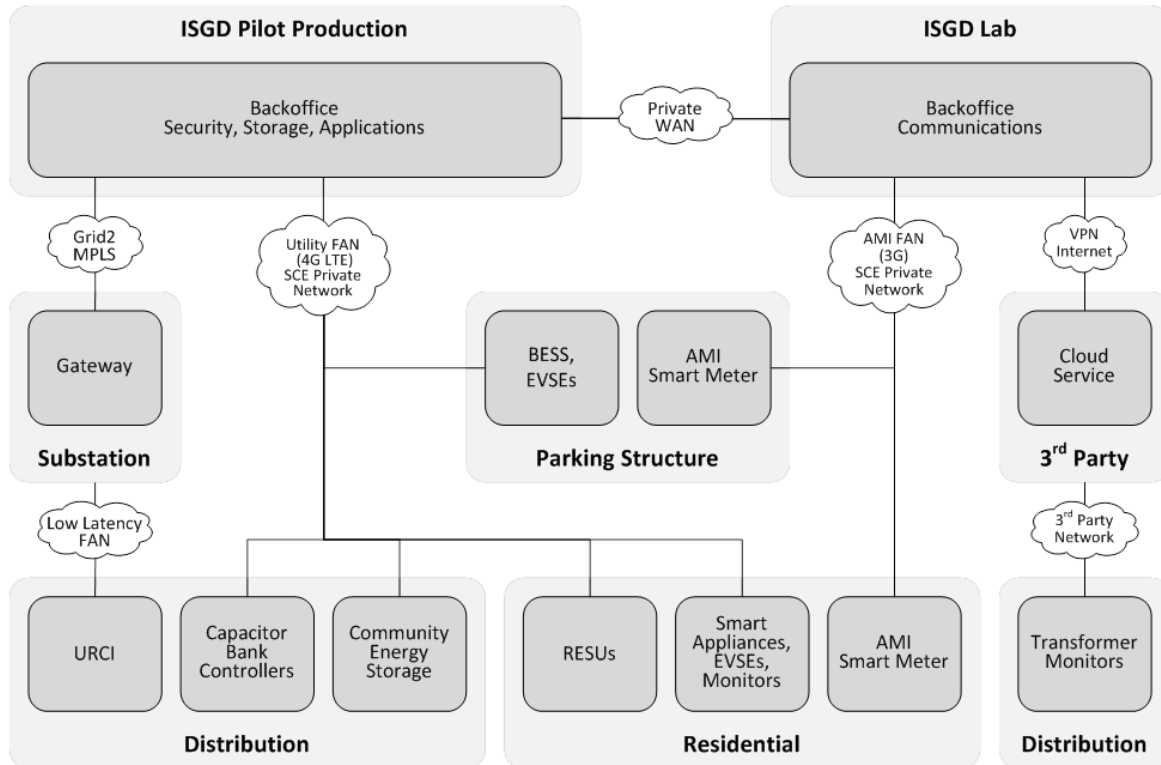 ISGD Pilot Production
ISGD Lab
Backoffice
Security, Storage, Applications
Private
WAN
Backoffice
Communications
Grid2
MPLS
Utility FAN
(4G LTE)
SCE Private
Network
AMI FAN
(3G)
SCE Private
Network
VPN
Internet
Gateway
BESS,
EVSEs
AMI
Smart Meter
Cloud
Service
Substation
Parking Structure
3rd Party
Low Latency
FAN
3rd Party
Network
URCI
Capacitor
Bank
Controllers
Community
Energy
Storage
RESUs
Smart
Appliances,
EVSEs,
Monitors
AMI
Smart Meter
Transformer
Monitors
Distribution
Residential
Distribution